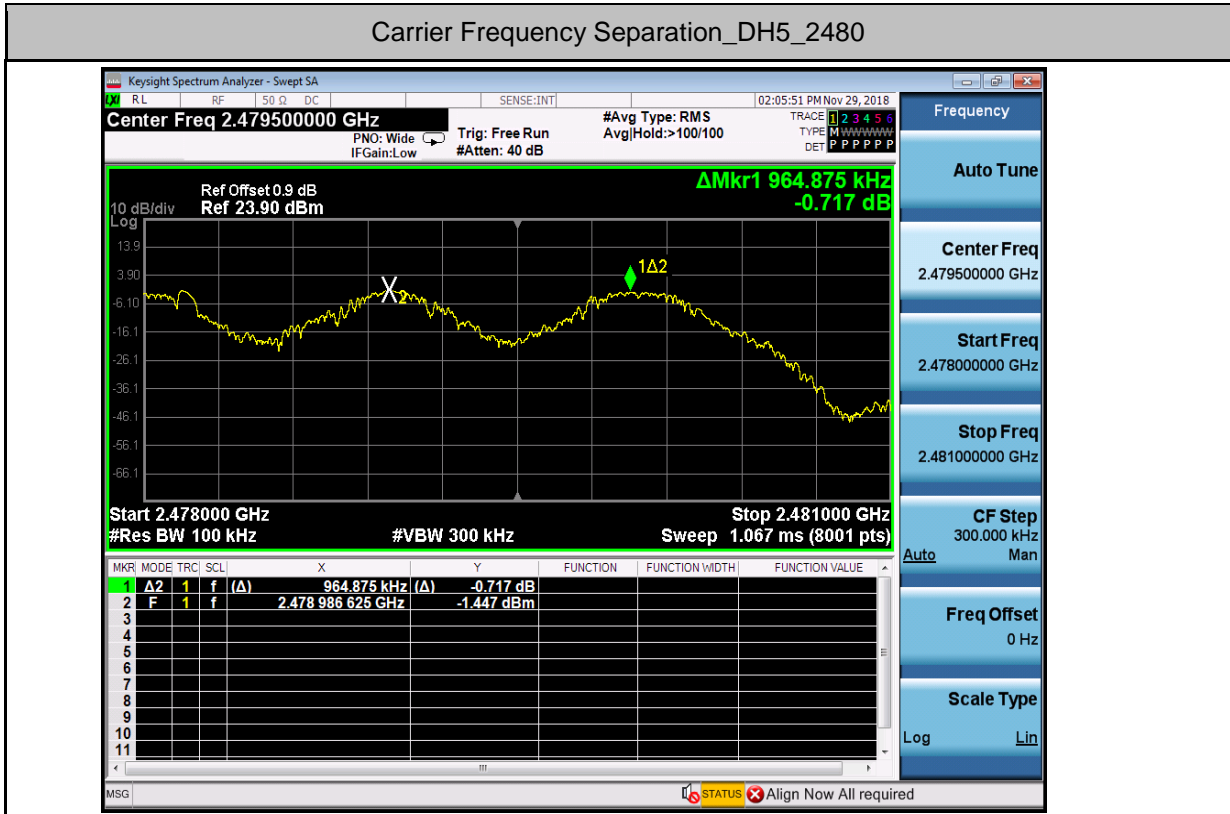 Carrier Frequency Separation_DH5_2480
Keysight Spectrum Analyzer - Swept SA
LXI RL RF 50 Ω DC SENSE:INT 02:05:51 PM Nov 29, 2018
Center Freq 2.479500000 GHz #Avg Type: RMS TRACE 1 2 3 4 5 6
PNO: Wide Trig: Free Run Avg|Hold:>100/100 TYPE M WWWWW
IFGain:Low #Atten: 40 dB DET P P P P P P
ΔMkr1 964.875 kHz
-0.717 dB
Ref Offset 0.9 dB
10 dB/div Ref 23.90 dBm
Log
13.9
3.90
-6.10
-16.1
-26.1
-36.1
-46.1
-56.1
-66.1
X2
1Δ2
Start 2.478000 GHz Stop 2.481000 GHz
#Res BW 100 kHz #VBW 300 kHz Sweep 1.067 ms (8001 pts)
MKR MODE TRC SCL X Y FUNCTION FUNCTION WIDTH FUNCTION VALUE
1 Δ2 1 f (Δ) 964.875 kHz (Δ) -0.717 dB
2 F 1 f 2.478 986 625 GHz -1.447 dBm
3
4
5
6
7
8
9
10
11
MSG STATUS Align Now All required
Frequency
Auto Tune
Center Freq
2.479500000 GHz
Start Freq
2.478000000 GHz
Stop Freq
2.481000000 GHz
CF Step
300.000 kHz
Auto Man
Freq Offset
0 Hz
Scale Type
Log Lin